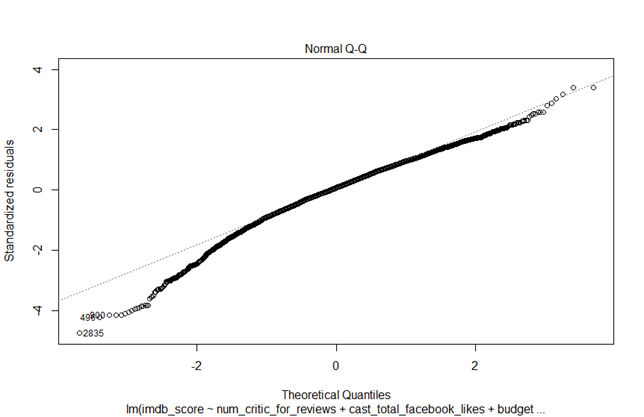 Normal Q-Q
Standardized residuals
4
2
0
-2
-4
2835
-2
0
2
Theoretical Quantiles
lm(imdb_score ~ num_critic_for_reviews + cast_total_facebook_likes + budget ...